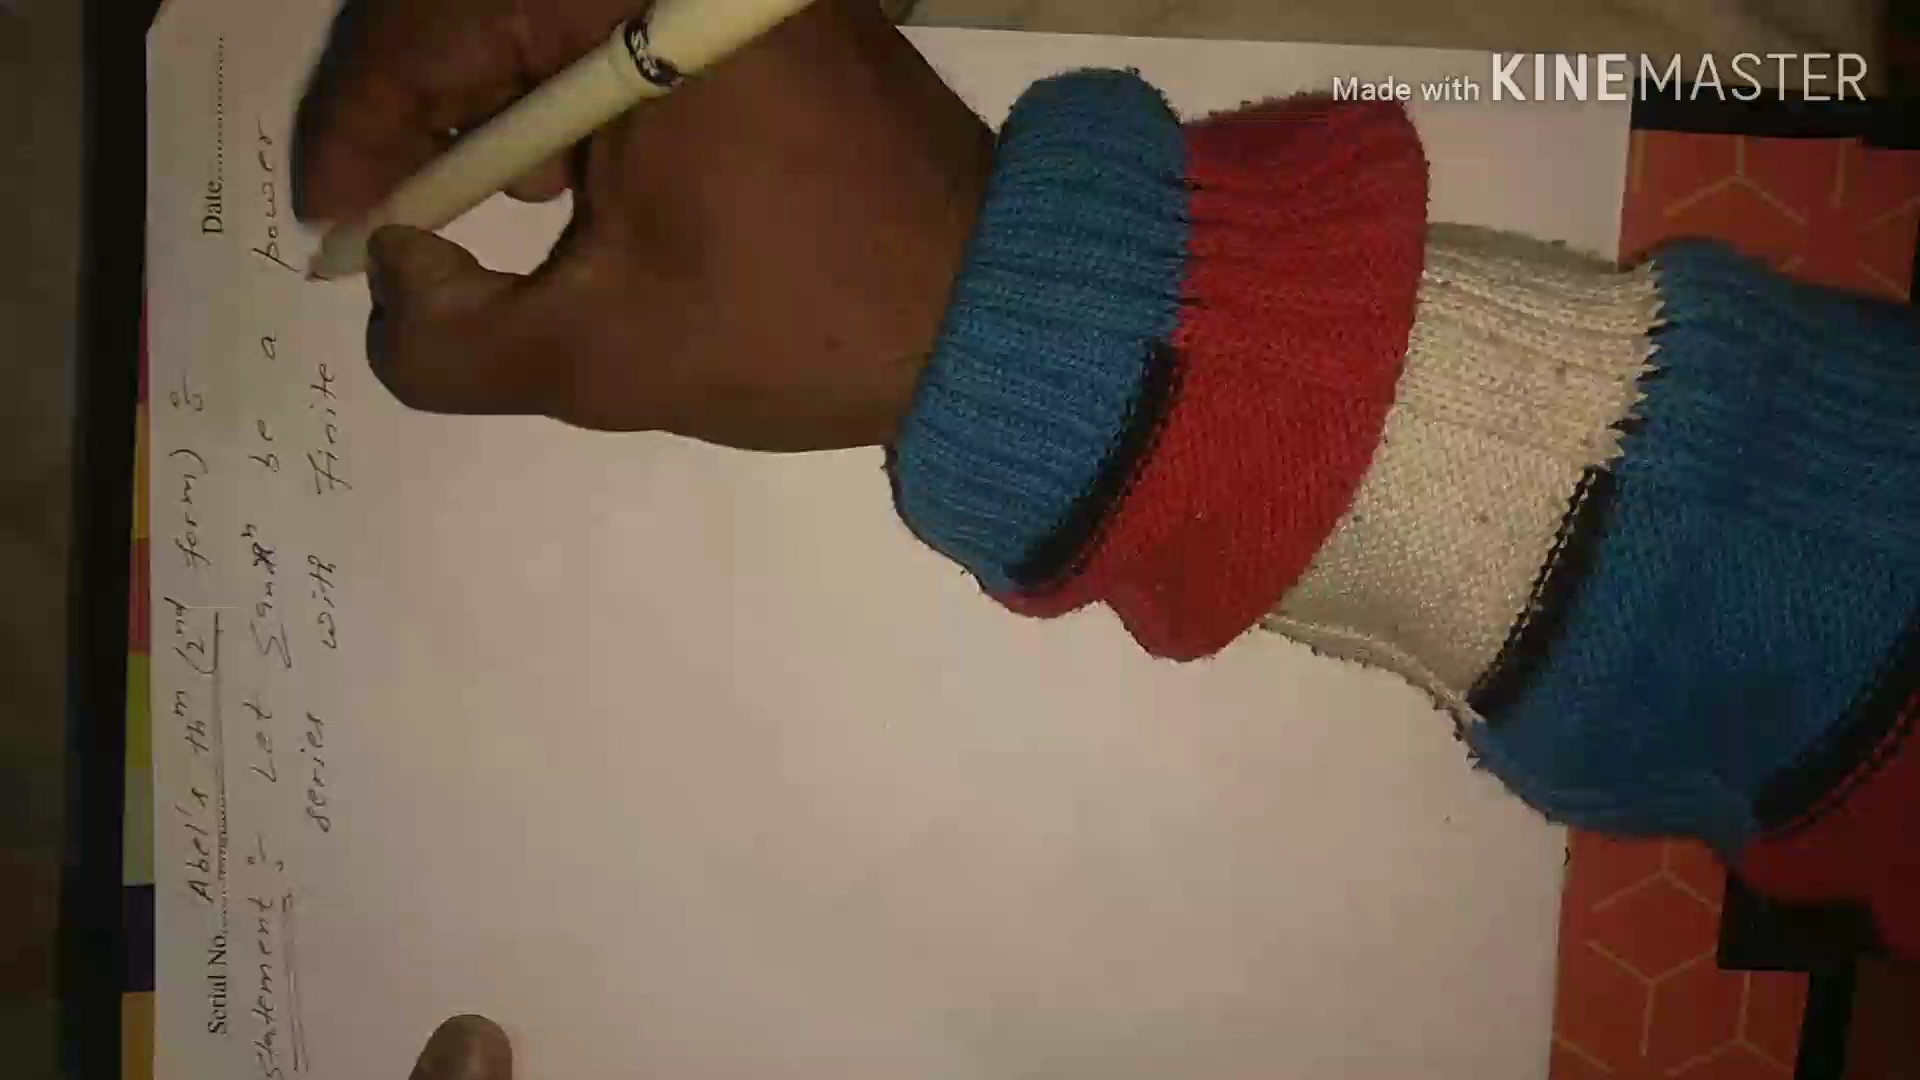 Made with KINEMASTER
Serial No. Date
Abel's thm (2nd form) :-
Statement :- Let Σanxn be a power
series with Finite